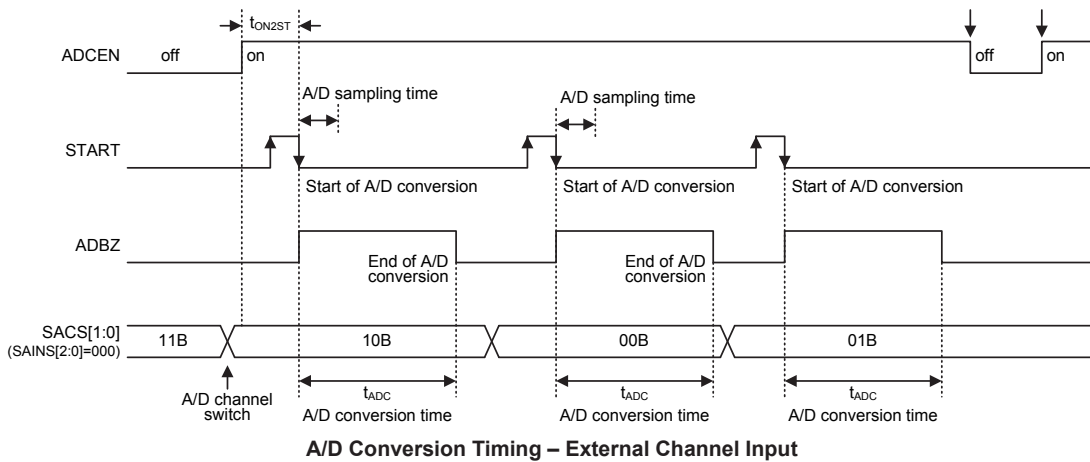 tON2ST
ADCEN off on off on
A/D sampling time A/D sampling time
START
Start of A/D conversion Start of A/D conversion Start of A/D conversion
ADBZ
End of A/D conversion End of A/D conversion
SACS[1:0]
(SAINS[2:0]=000)
11B 10B 00B 01B
A/D channel switch
tADC tADC tADC
A/D conversion time A/D conversion time A/D conversion time
A/D Conversion Timing – External Channel Input